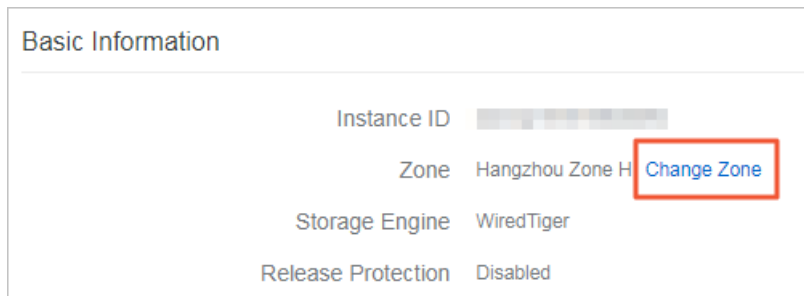 Basic Information
Instance ID
Zone Hangzhou Zone H Change Zone
Storage Engine WiredTiger
Release Protection Disabled